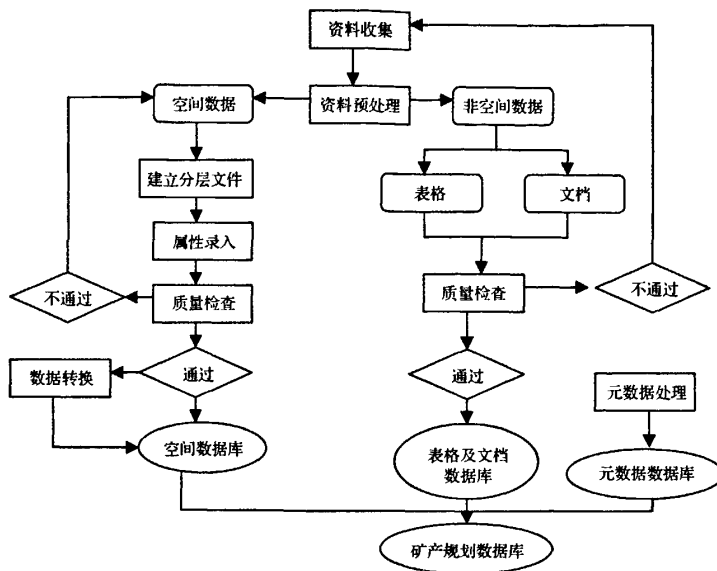 资料收集
空间数据
资料预处理
非空间数据
建立分层文件
表格
文档
属性录入
不通过
质量检查
质量检查
不通过
数据转换
通过
通过
元数据处理
空间数据库
表格及文档
数据库
元数据数据库
矿产规划数据库